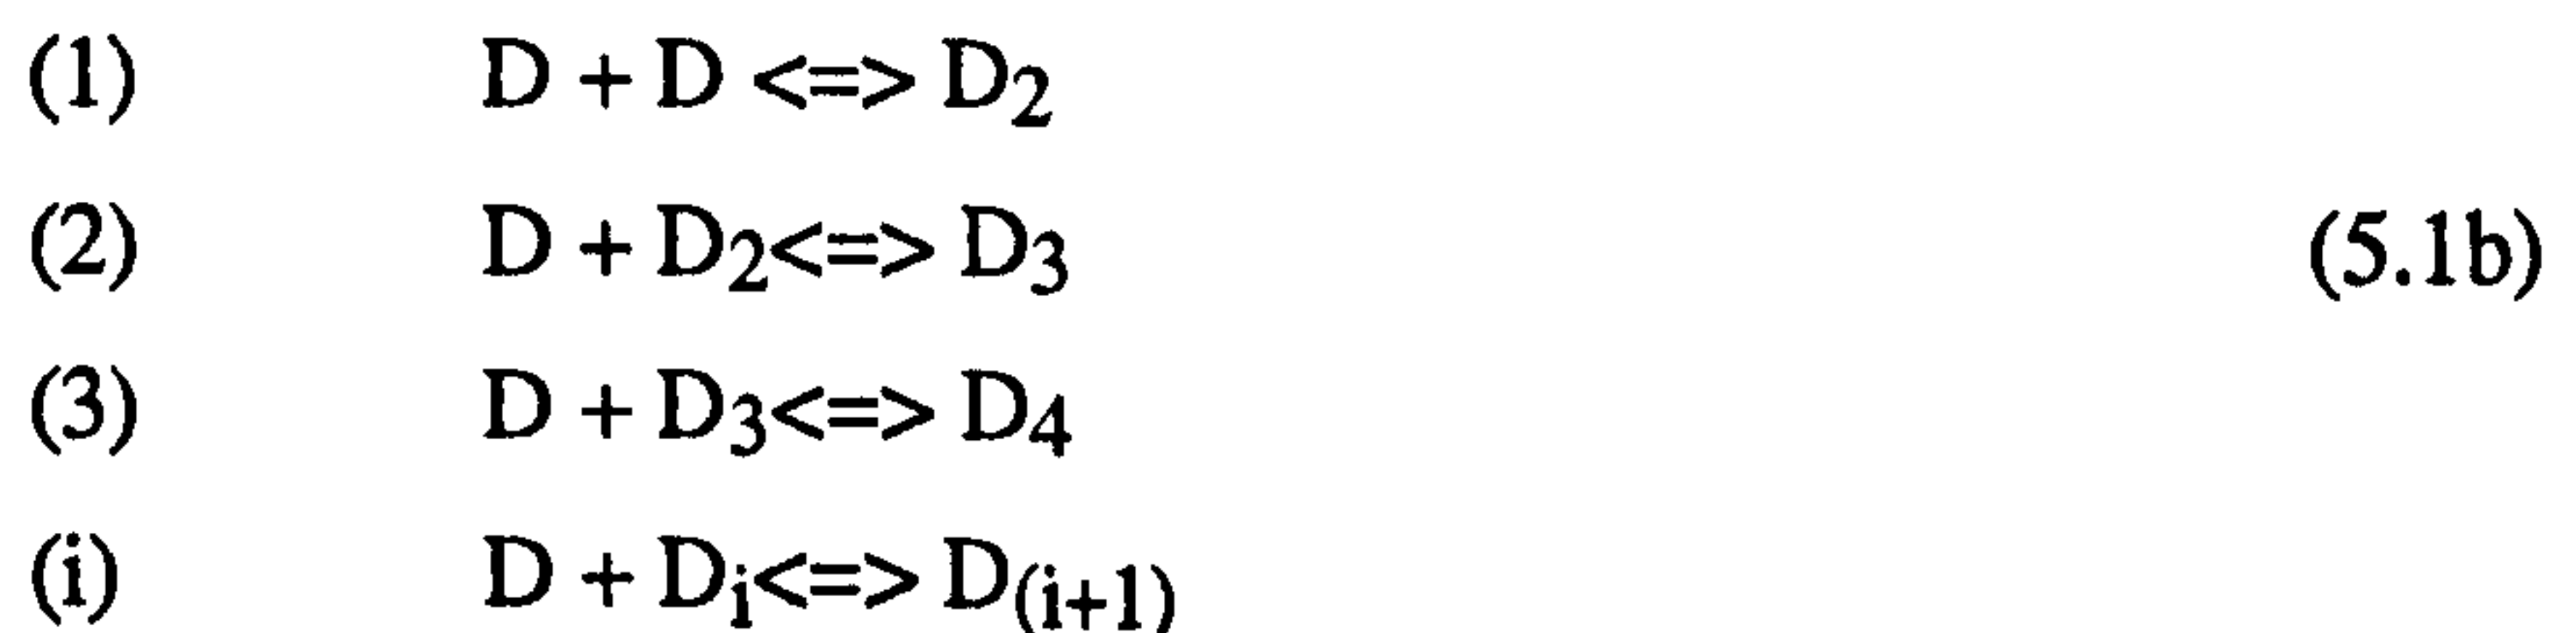 (1) D + D <=> D2
(2) D + D2<=> D3 (5.1b)
(3) D + D3<=> D4
(i) D + Di<=> D(i+1)